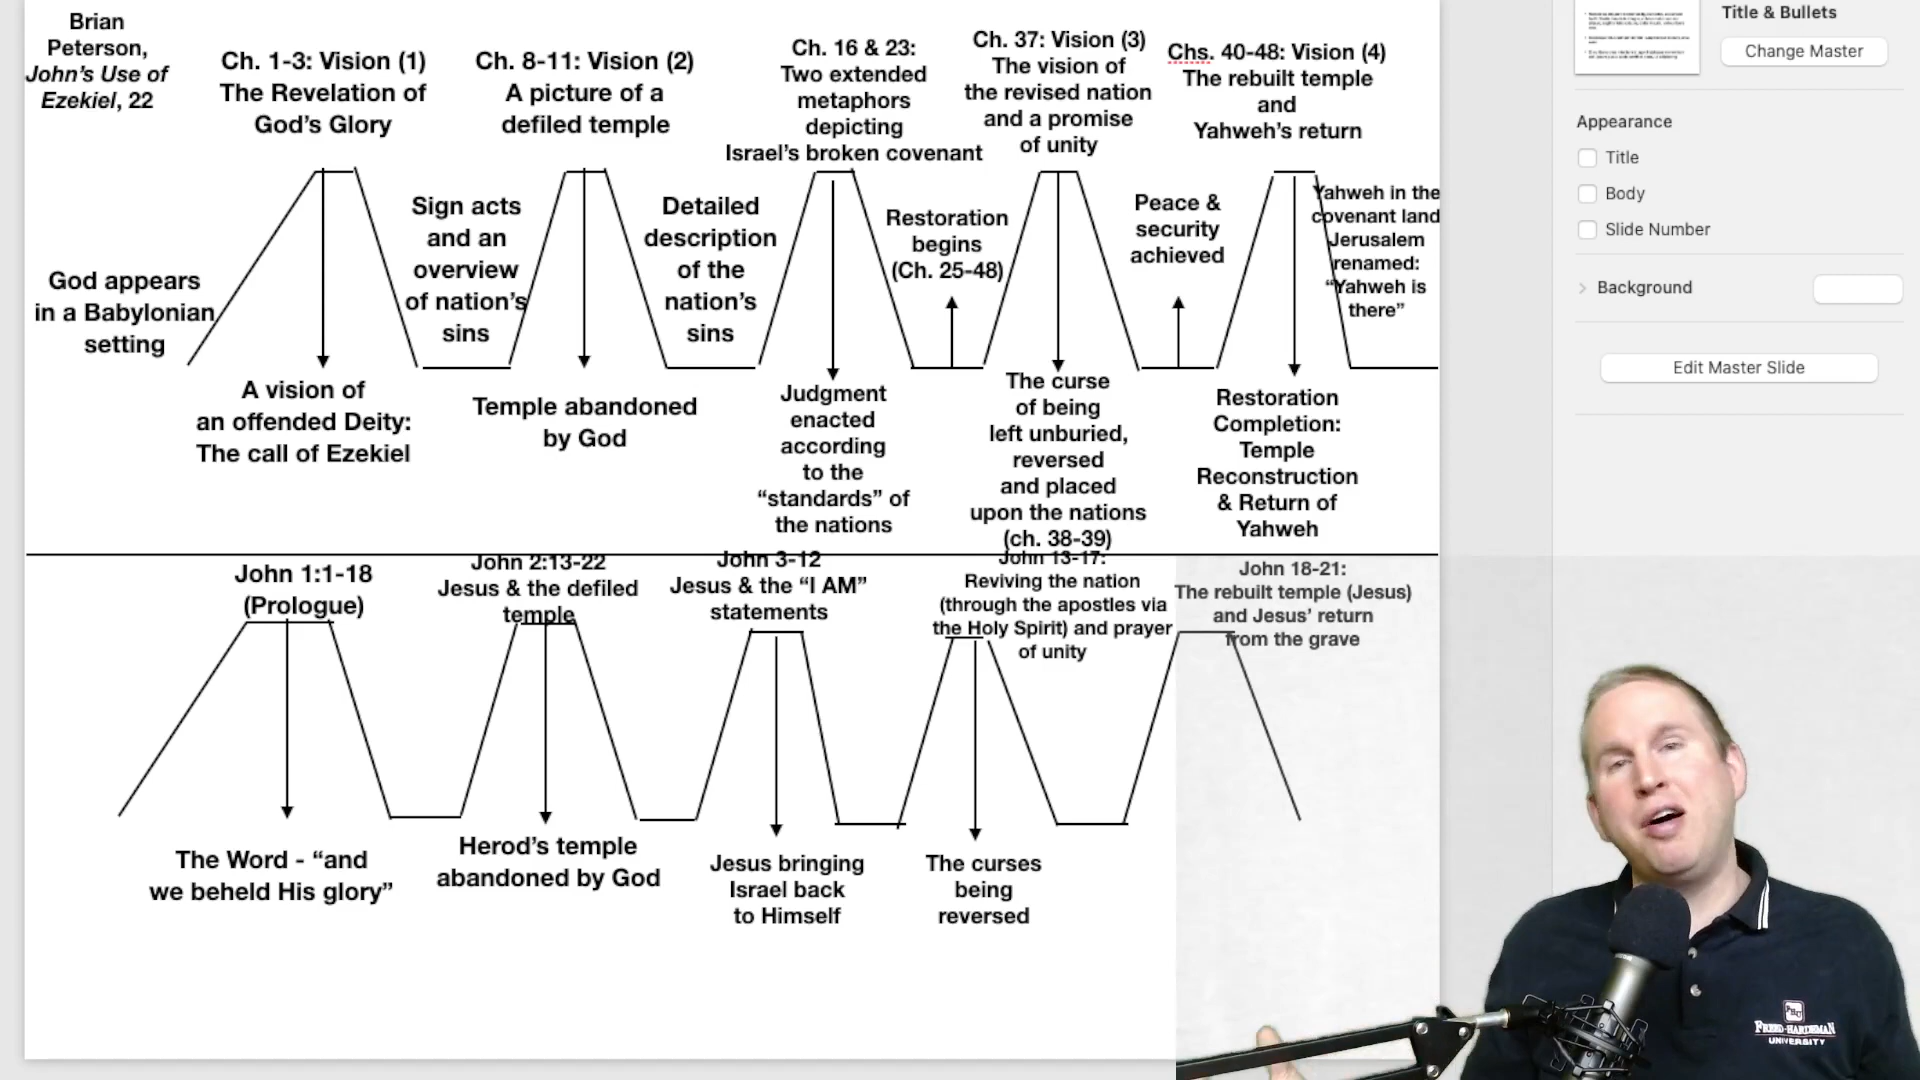 Brian
Peterson,
John's Use of
Ezekiel, 22
Ch. 1-3: Vision (1)
The Revelation of
God's Glory
Ch. 8-11: Vision (2)
A picture of a
defiled temple
Ch. 16 & 23:
Two extended
metaphors
depicting
Israel's broken covenant
Ch. 37: Vision (3)
The vision of
the revised nation
and a promise
of unity
Chs. 40-48: Vision (4)
The rebuilt temple
and
Yahweh's return
God appears
in a Babylonian
setting
Sign acts
and an
overview
of nation's
sins
Detailed
description
of the
nation's
sins
Restoration
begins
(Ch. 25-48)
Peace &
security
achieved
Yahweh in the
covenant land
Jerusalem
renamed:
“Yahweh is
there”
A vision of
an offended Deity:
The call of Ezekiel
Temple abandoned
by God
Judgment
enacted
according
to the
“standards” of
the nations
The curse
of being
left unburied,
reversed
and placed
upon the nations
(ch. 38-39)
Restoration
Completion:
Temple
Reconstruction
& Return of
Yahweh
John 1:1-18
(Prologue)
John 2:13-22
Jesus & the defiled
temple
John 3-12
Jesus & the “I AM”
statements
John 13-17:
Reviving the nation
(through the apostles via
the Holy Spirit) and prayer
of unity
John 18-21:
The rebuilt temple (Jesus)
and Jesus' return
from the grave
The Word - “and
we beheld His glory”
Herod's temple
abandoned by God
Jesus bringing
Israel back
to Himself
The curses
being
reversed
Title & Bullets
Change Master
Appearance
Title
Body
Slide Number
Background
Edit Master Slide
FHU
FREED-HARDEMAN
UNIVERSITY